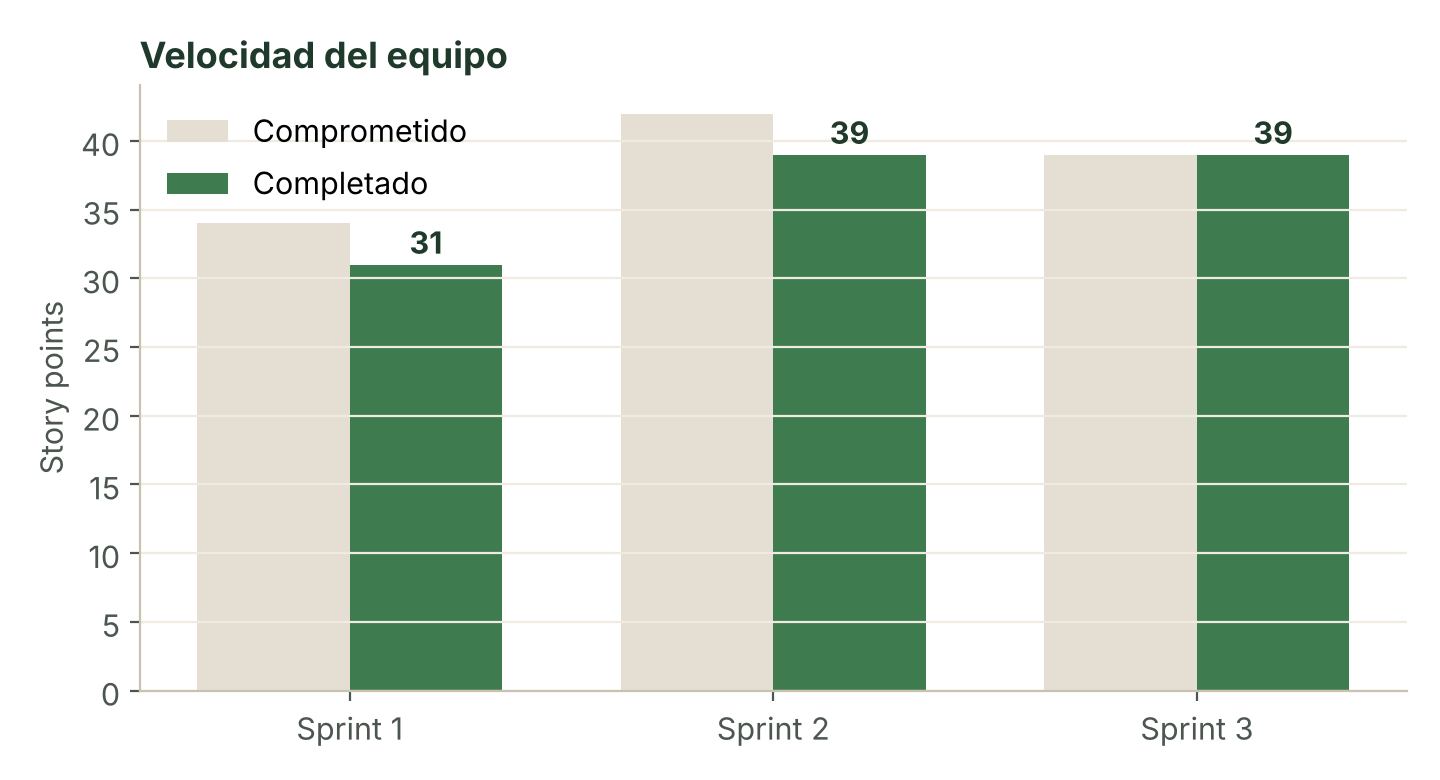 Velocidad del equipo
Comprometido
Completado
Story points
40
35
30
25
20
15
10
5
0
31
39
39
Sprint 1
Sprint 2
Sprint 3